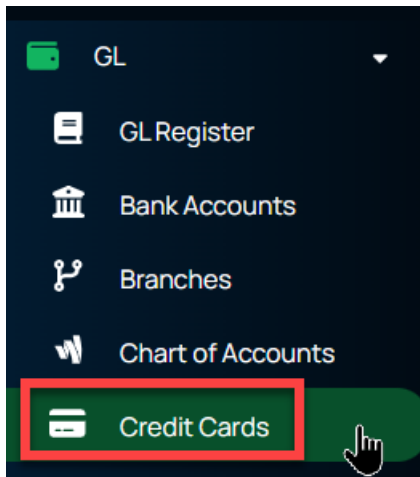 GL
GL Register
Bank Accounts
Branches
Chart of Accounts
Credit Cards